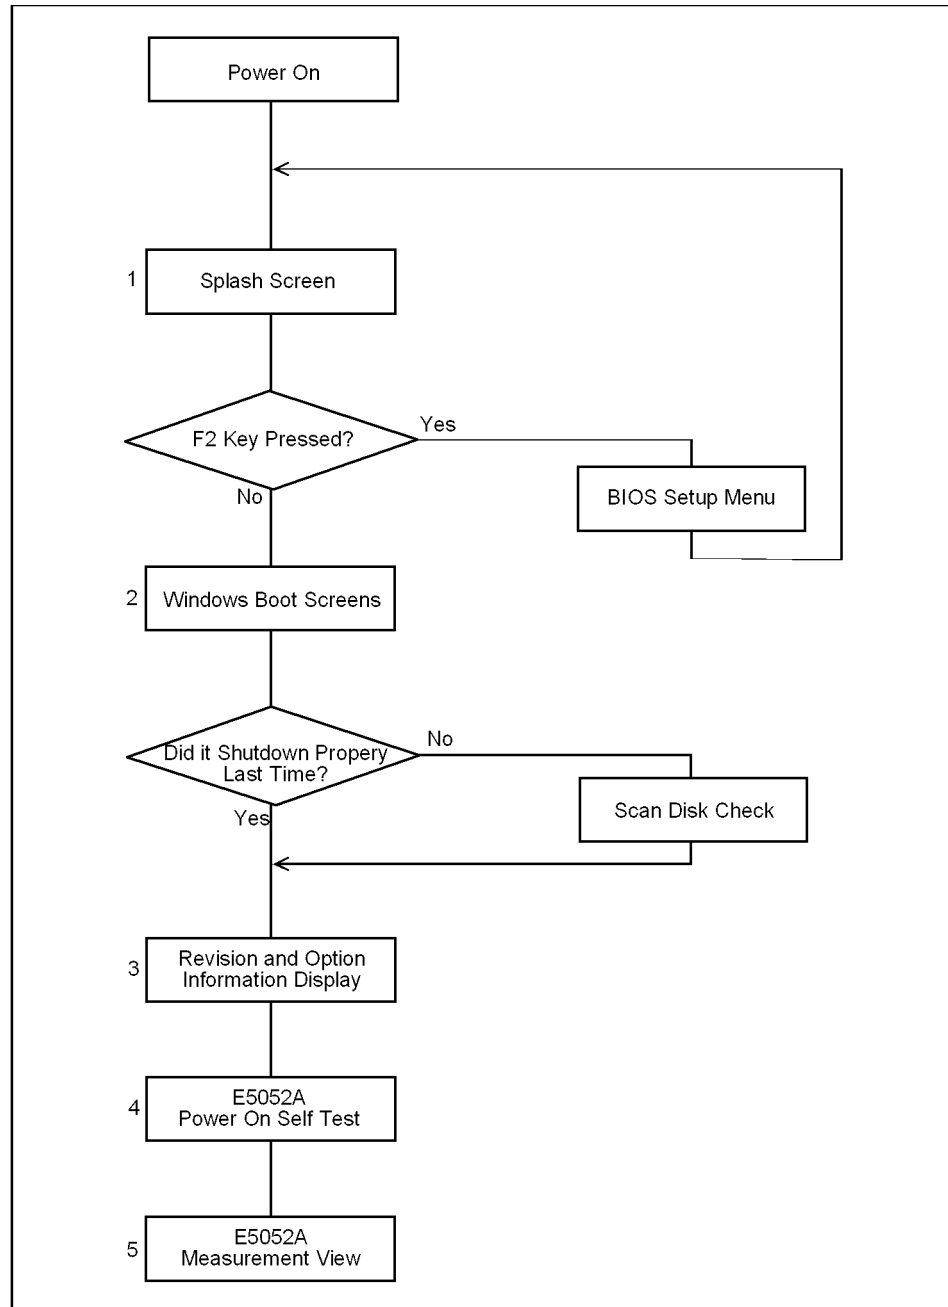 Power On
1
Splash Screen
F2 Key Pressed?
Yes
No
BIOS Setup Menu
2
Windows Boot Screens
Did it Shutdown Propery
Last Time?
No
Yes
Scan Disk Check
3
Revision and Option
Information Display
4
E5052A
Power On Self Test
5
E5052A
Measurement View